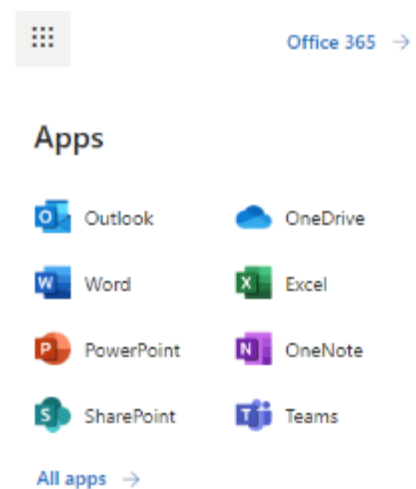 Office 365 →
Apps
Outlook OneDrive
Word Excel
PowerPoint OneNote
SharePoint Teams
All apps →